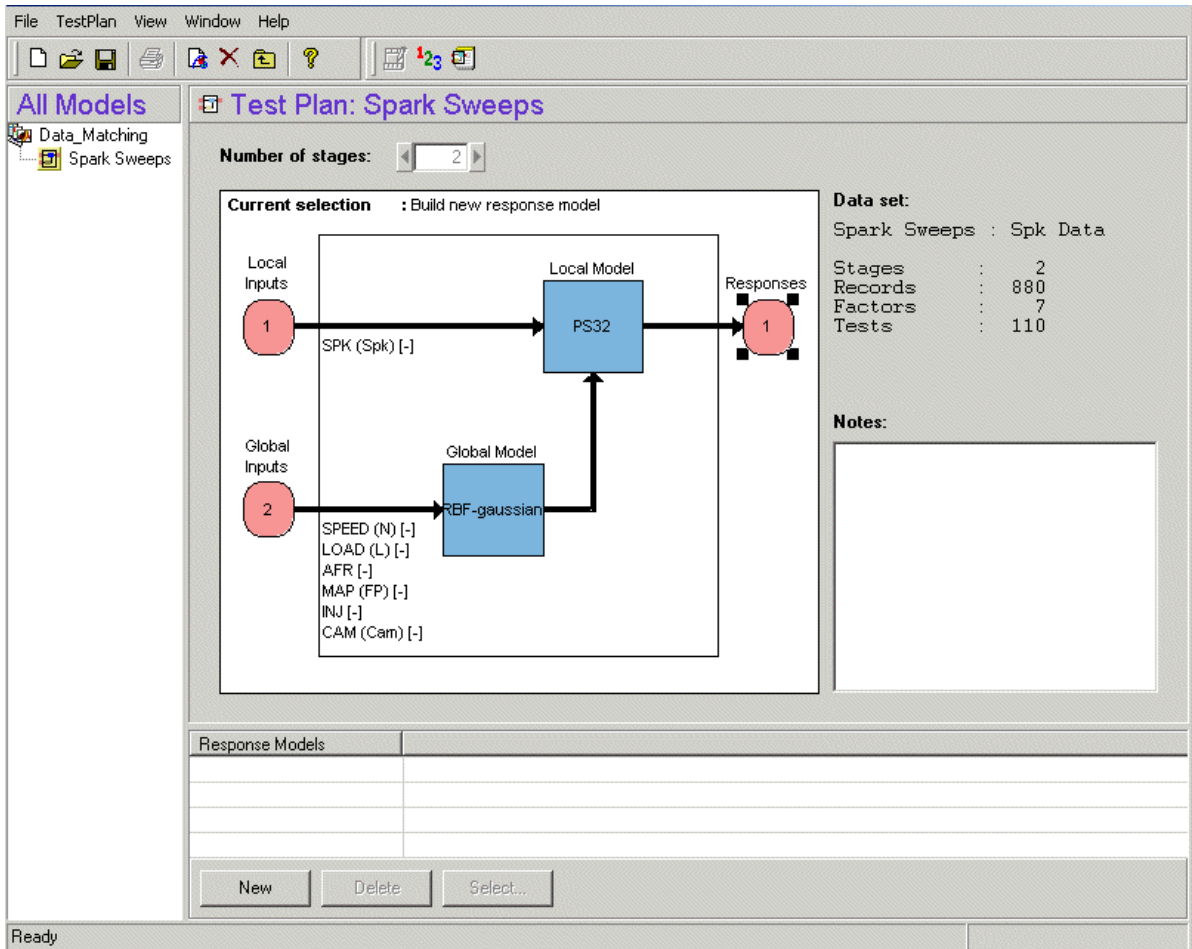 File TestPlan View Window Help
1 2 3
All Models
Data_Matching
Spark Sweeps
Test Plan: Spark Sweeps
Number of stages: 2
Current selection : Build new response model
Local
Inputs
1
SPK (Spk) [-]
Local Model
PS32
Responses
1
Global
Inputs
2
SPEED (N) [-]
LOAD (L) [-]
AFR [-]
MAP (FP) [-]
INJ [-]
CAM (Cam) [-]
Global Model
RBF-gaussian
Data set:
Spark Sweeps : Spk Data
Stages : 2
Records : 880
Factors : 7
Tests : 110
Notes:
Response Models
New Delete Select...
Ready